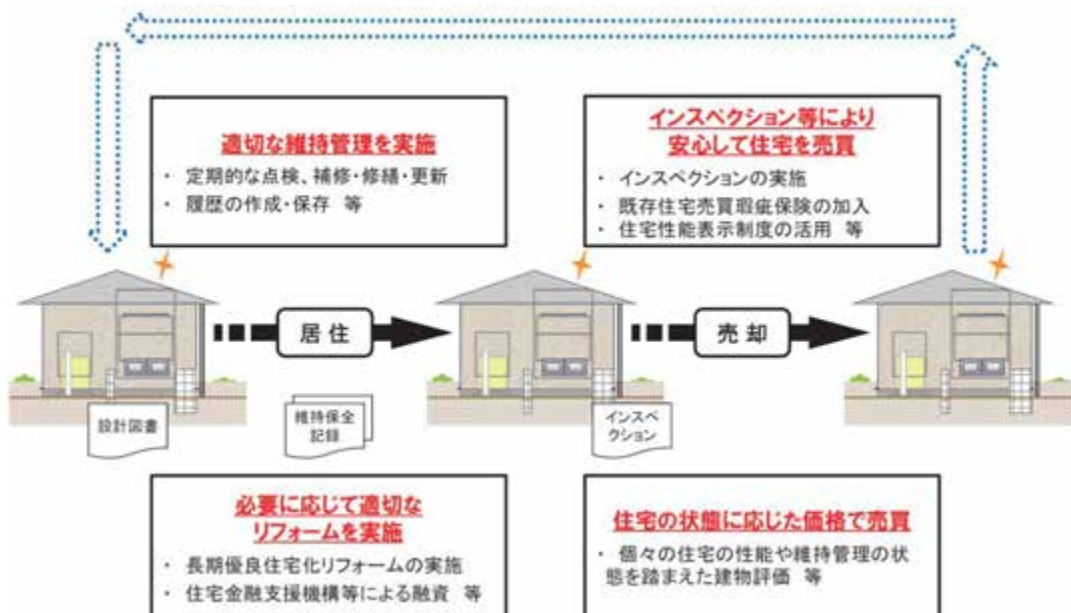 適切な維持管理を実施
・ 定期的な点検、補修・修繕・更新
・ 履歴の作成・保存 等
インスペクション等により
安心して住宅を売買
・ インスペクションの実施
・ 既存住宅売買瑕疵保険の加入
・ 住宅性能表示制度の活用 等
居住
売却
設計図書
維持保全
記録
インスペ
クション
必要に応じて適切な
リフォームを実施
・ 長期優良住宅化リフォームの実施
・ 住宅金融支援機構等による融資 等
住宅の状態に応じた価格で売買
・ 個々の住宅の性能や維持管理の状
態を踏まえた建物評価 等